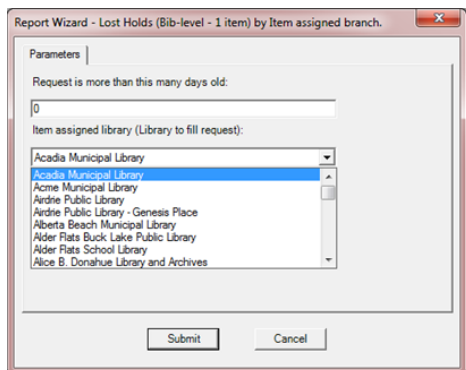 Report Wizard - Lost Holds (Bib-level - 1 item) by Item assigned branch.
Parameters
Request is more than this many days old:
0
Item assigned library (Library to fill request):
Acadia Municipal Library
Acadia Municipal Library
Acme Municipal Library
Airdrie Public Library
Airdrie Public Library - Genesis Place
Alberta Beach Municipal Library
Alder Flats Buck Lake Public Library
Alder Flats School Library
Alice B. Donahue Library and Archives
Submit Cancel